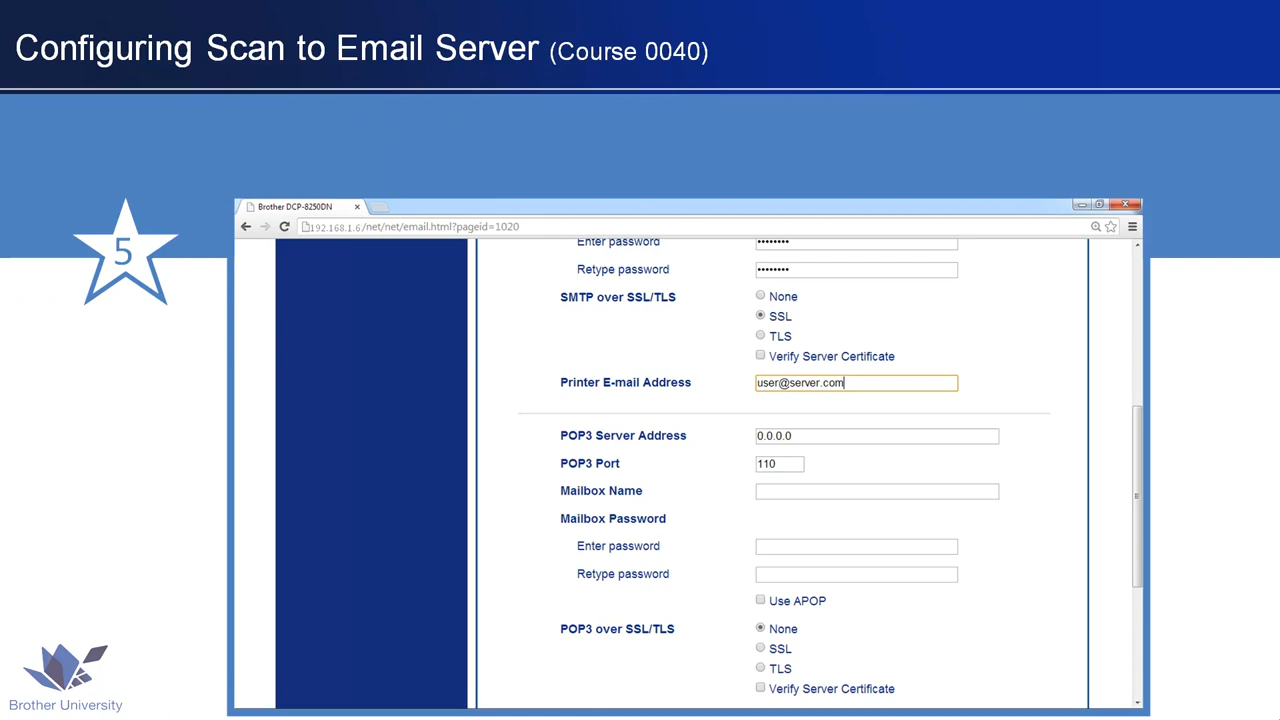 Configuring Scan to Email Server (Course 0040)
5
Brother DCP-8250DN
192.168.1.6/net/net/email.html?pageid=1020
Enter password ••••••••
Retype password ••••••••
SMTP over SSL/TLS None
SSL
TLS
Verify Server Certificate
Printer E-mail Address user@server.com
POP3 Server Address 0.0.0.0
POP3 Port 110
Mailbox Name
Mailbox Password
Enter password
Retype password
Use APOP
POP3 over SSL/TLS None
SSL
TLS
Verify Server Certificate
Brother University